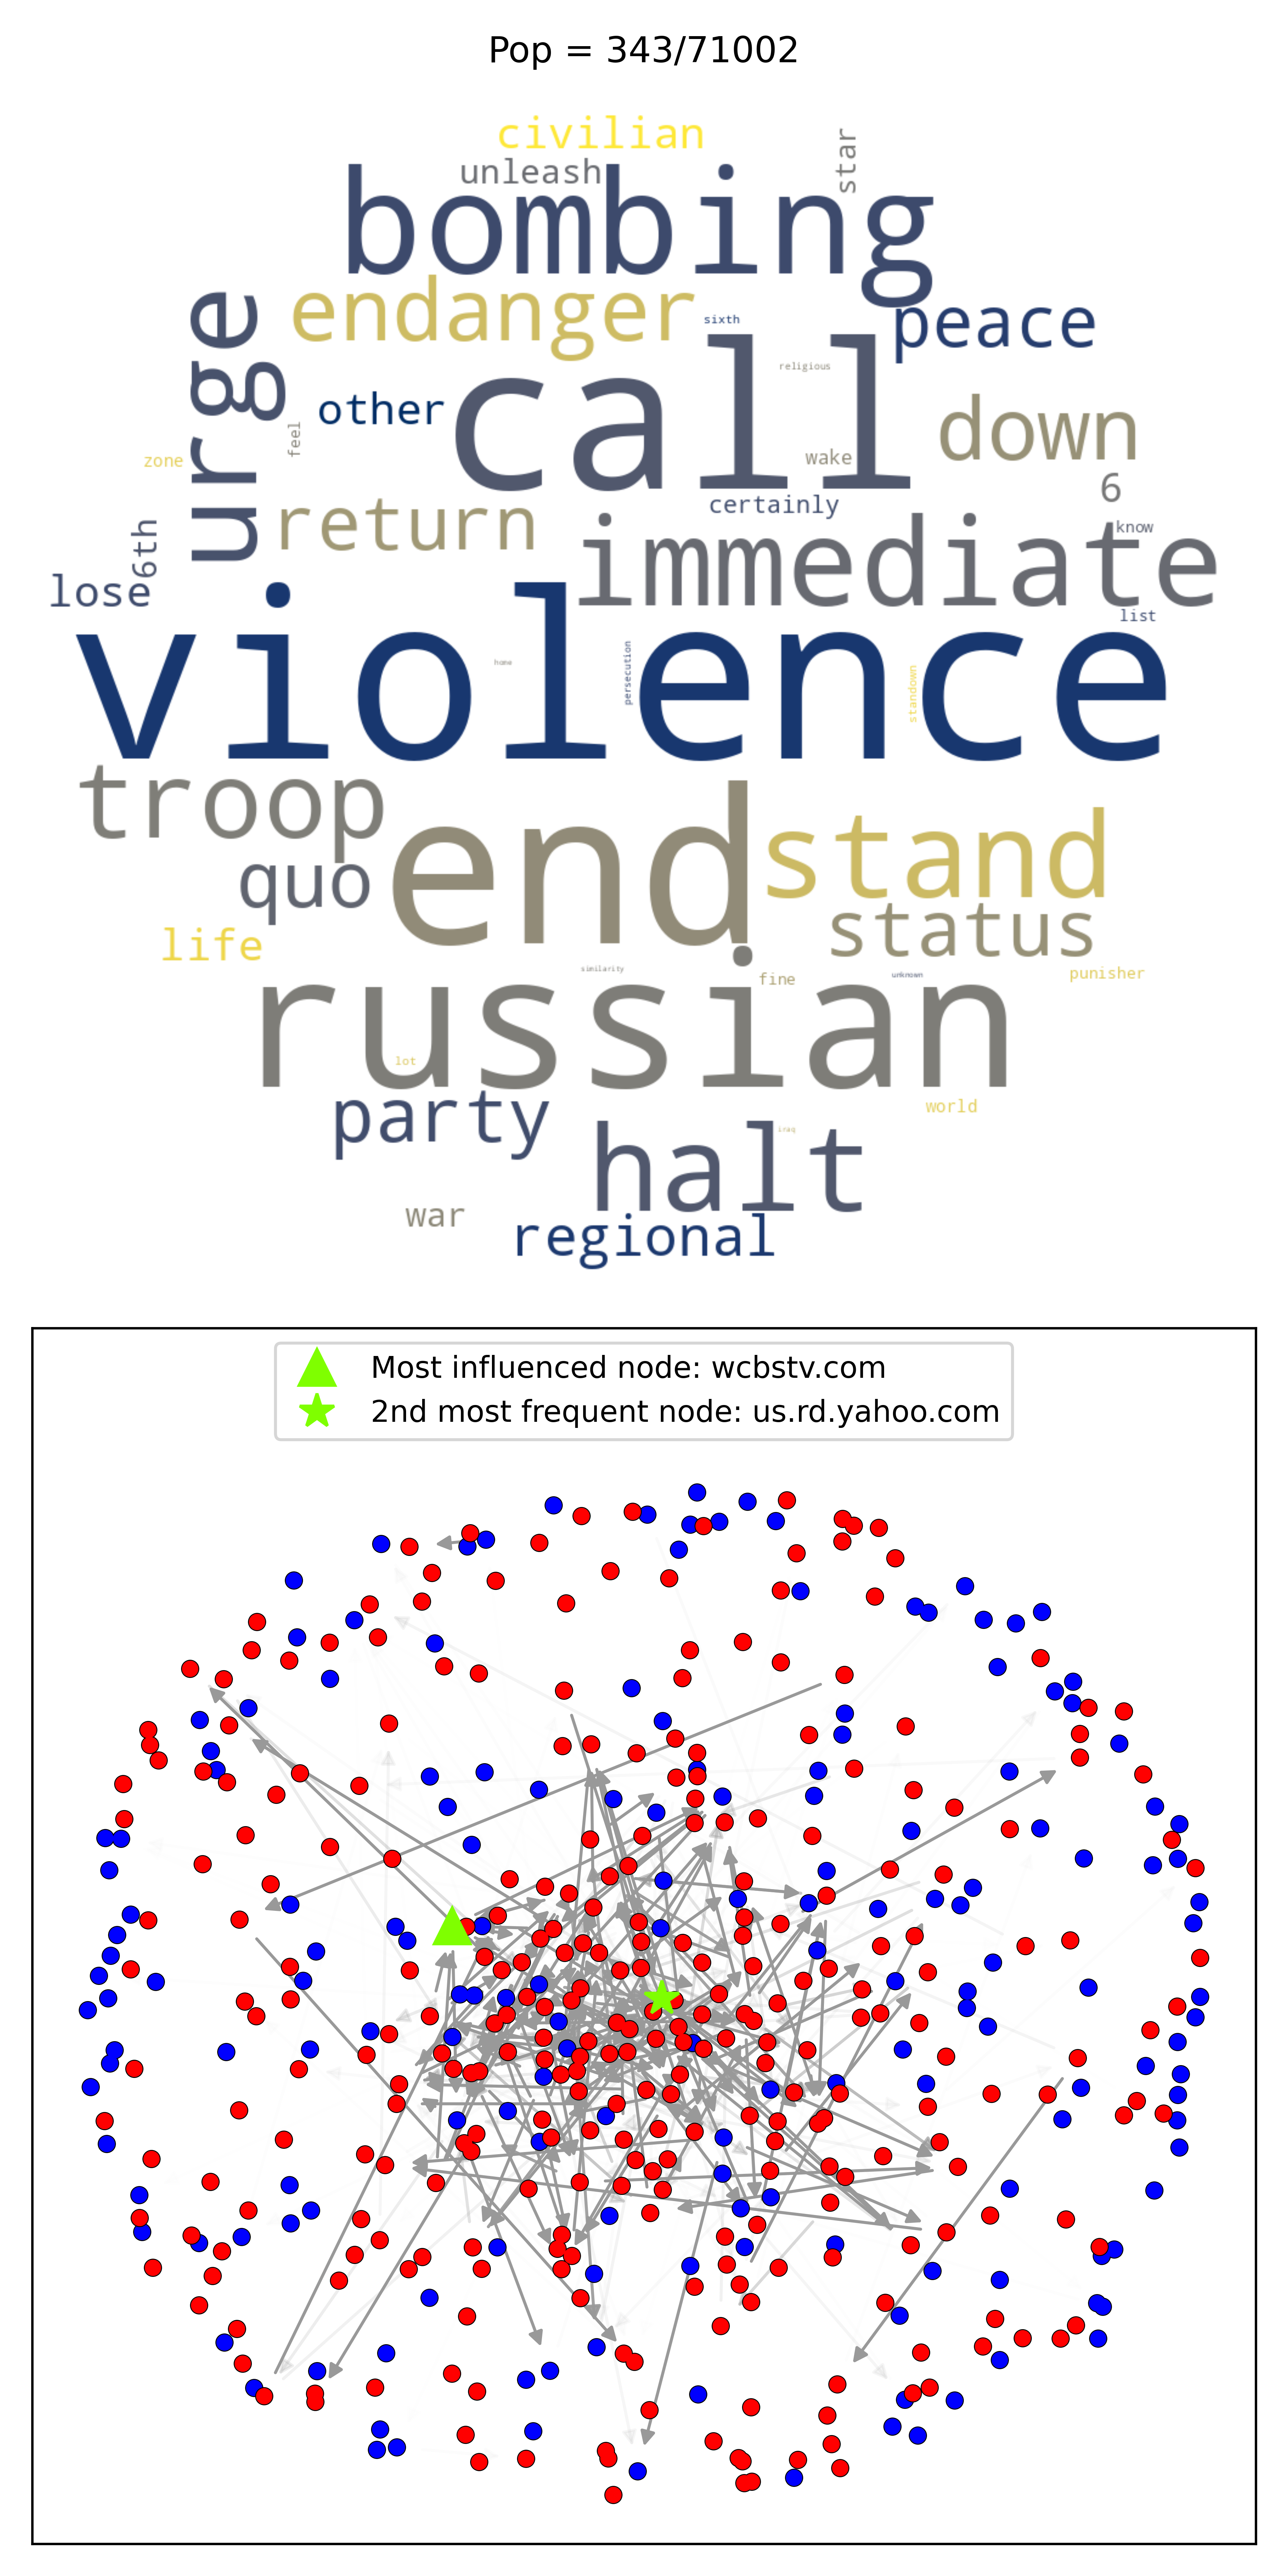 Pop = 343/71002
civilian
unleash
star
bombing
endanger
sixth
peace
urge
call
religious
other
down
feel
zone
wake
6
certainly
return
immediate
know
6th
lose
list
violence
home
persecution
standown
troop
end
stand
quo
status
life
similarity
fine
unknown
punisher
russian
lot
party
world
halt
iraq
war
regional
Most influenced node: wcbstv.com
2nd most frequent node: us.rd.yahoo.com